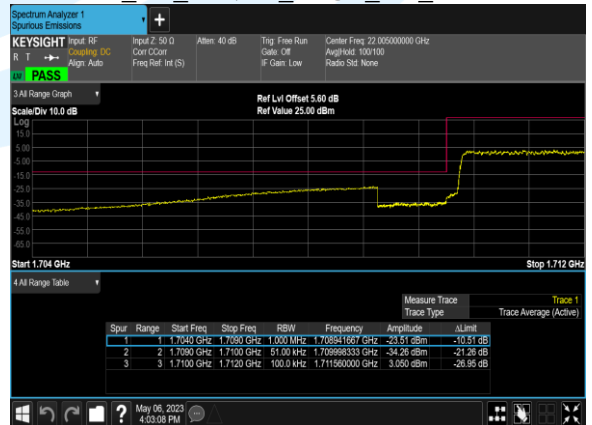 Spectrum Analyzer 1
Spurious Emissions
KEYSIGHT Input: RF Input Z: 50 Ω Atten: 40 dB Trig: Free Run Center Freq: 22.005000000 GHz
R T Coupling: DC Corr CCorr Gate: Off Avg|Hold: 100/100
Align: Auto Freq Ref: Int (S) IF Gain: Low Radio Std: None
LV PASS
3 All Range Graph Ref Lvl Offset 5.60 dB
Scale/Div 10.0 dB Ref Value 25.00 dBm
Log
15.0
5.00
-5.00
-15.0
-25.0
-35.0
-45.0
-55.0
-65.0
Start 1.704 GHz Stop 1.712 GHz
4 All Range Table
Measure Trace Trace 1
Trace Type Trace Average (Active)
Spur Range Start Freq Stop Freq RBW Frequency Amplitude ΔLimit
1 1 1.7040 GHz 1.7090 GHz 1.000 MHz 1.708941667 GHz -23.51 dBm -10.51 dB
2 2 1.7090 GHz 1.7100 GHz 51.00 kHz 1.709998333 GHz -34.26 dBm -21.26 dB
3 3 1.7100 GHz 1.7120 GHz 100.0 kHz 1.711560000 GHz 3.050 dBm -26.95 dB
? May 06, 2023
4:03:08 PM